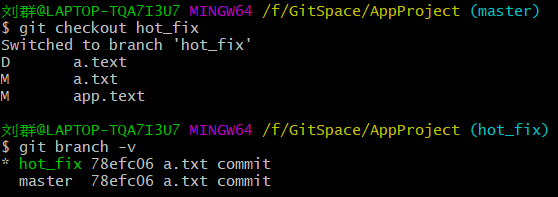 刘群@LAPTOP-TQA7I3U7 MINGW64 /f/GitSpace/AppProject (master)
$ git checkout hot_fix
Switched to branch 'hot_fix'
D       a.text
M       a.txt
M       app.text
刘群@LAPTOP-TQA7I3U7 MINGW64 /f/GitSpace/AppProject (hot_fix)
$ git branch -v
* hot_fix 78efc06 a.txt commit
  master  78efc06 a.txt commit